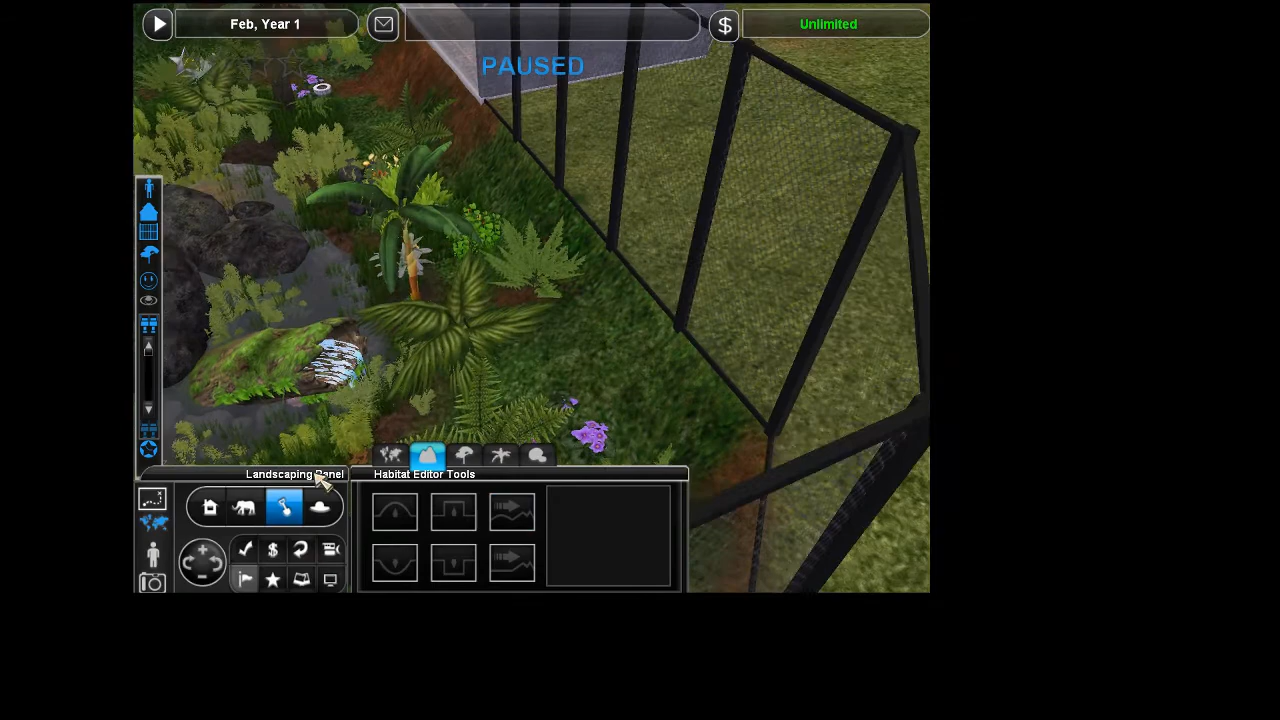 Feb, Year 1
$
Unlimited
PAUSED
Landscaping Panel
Habitat Editor Tools
$